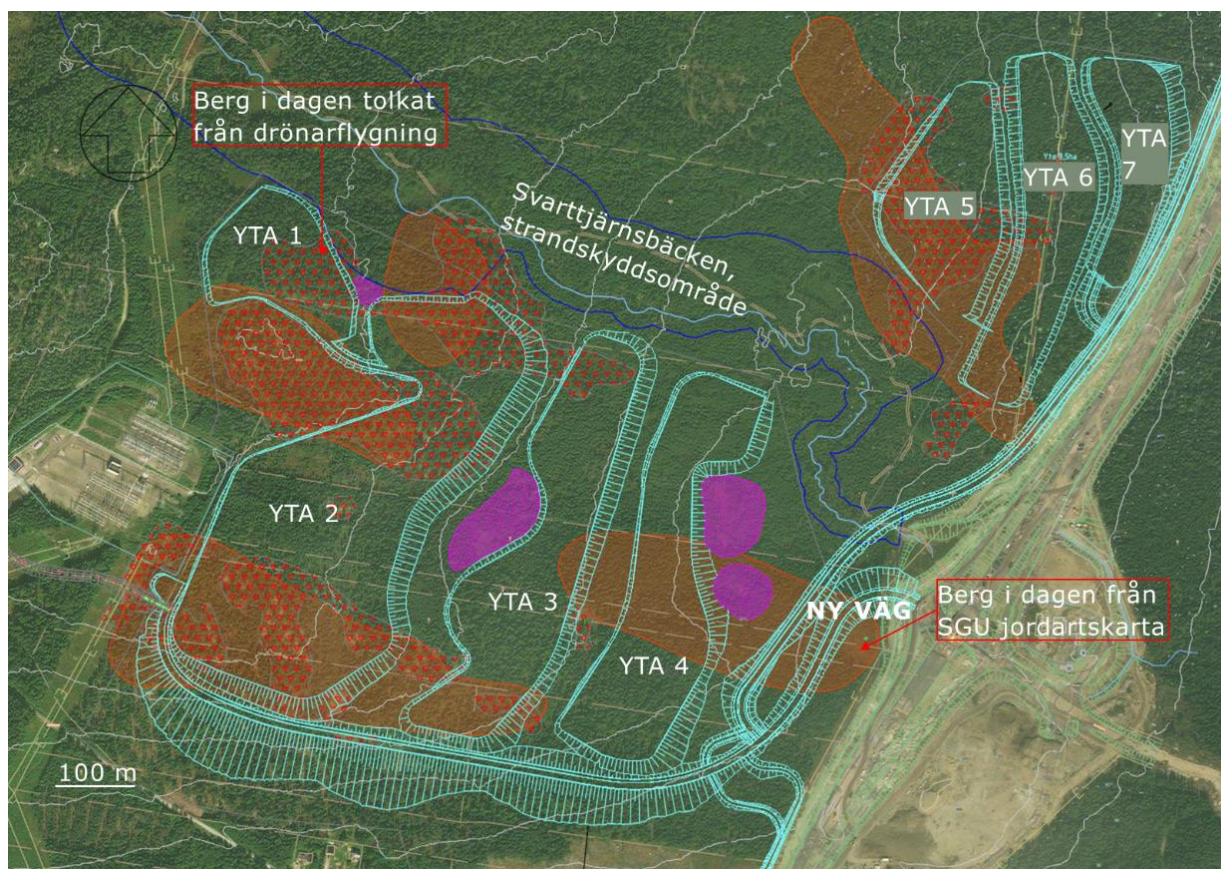 Berg i dagen tolkat
från drönarflygning
YTA 1
Svarttjärnsbäcken,
strandskyddsområde
YTA 5
YTA 6
YTA
7
YTA 2
YTA 3
YTA 4
NY VÄG
Berg i dagen från
SGU jordartskarta
100 m